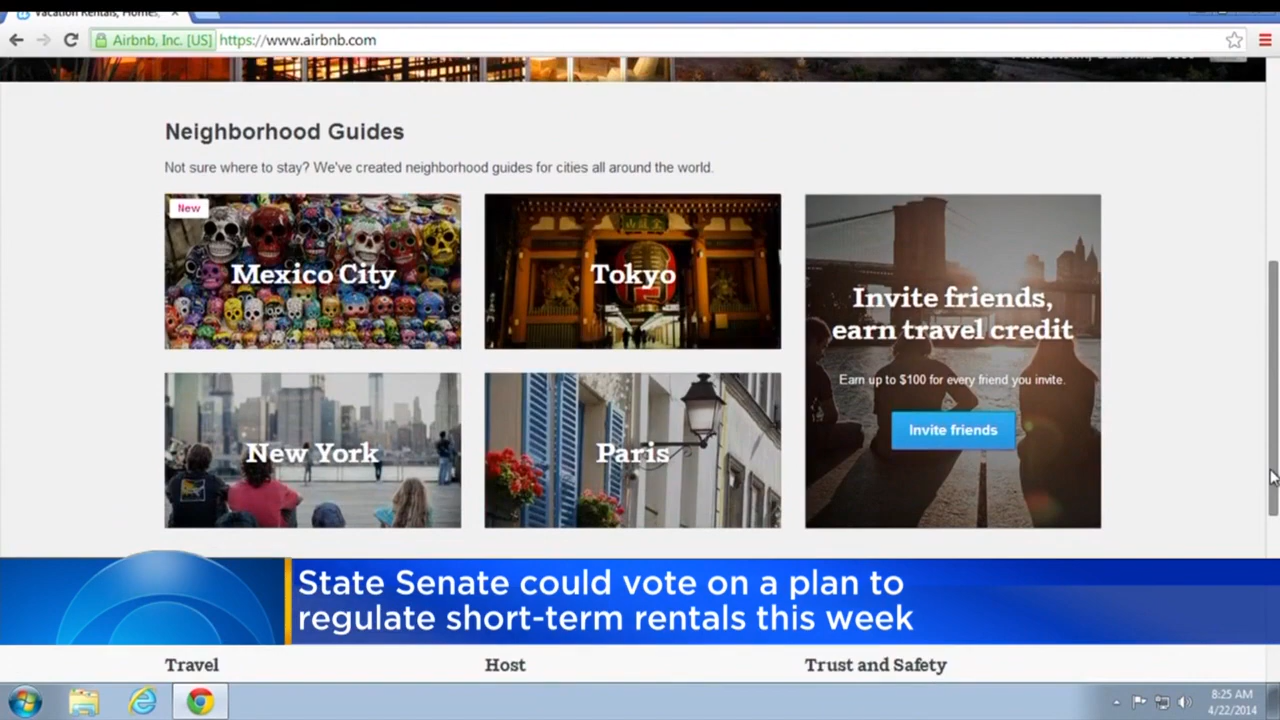 Vacation Rentals, Homes,
Airbnb, Inc. [US] https://www.airbnb.com
Neighborhood Guides
Not sure where to stay? We've created neighborhood guides for cities all around the world.
New
Mexico City
Tokyo
Invite friends,
earn travel credit
Earn up to $100 for every friend you invite.
Invite friends
New York
Paris
State Senate could vote on a plan to
regulate short-term rentals this week
Travel Host Trust and Safety
8:25 AM
4/22/2014